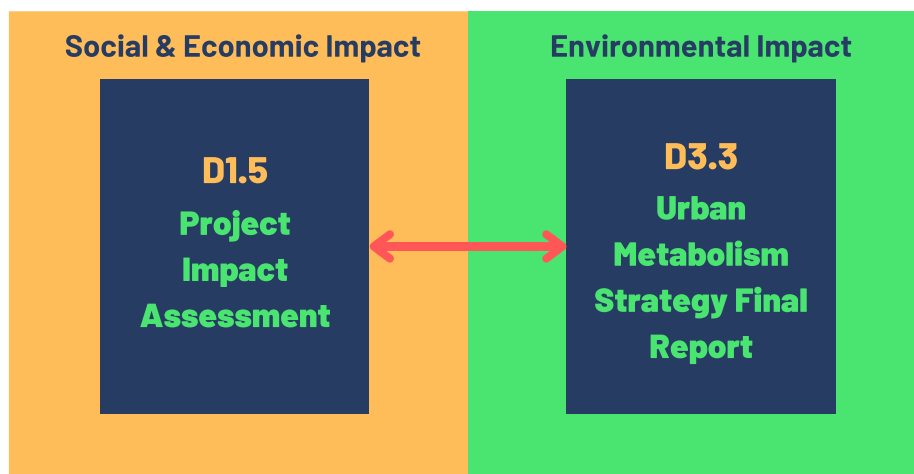 Social & Economic Impact
D1.5
Project
Impact
Assessment
Environmental Impact
D3.3
Urban
Metabolism
Strategy Final
Report